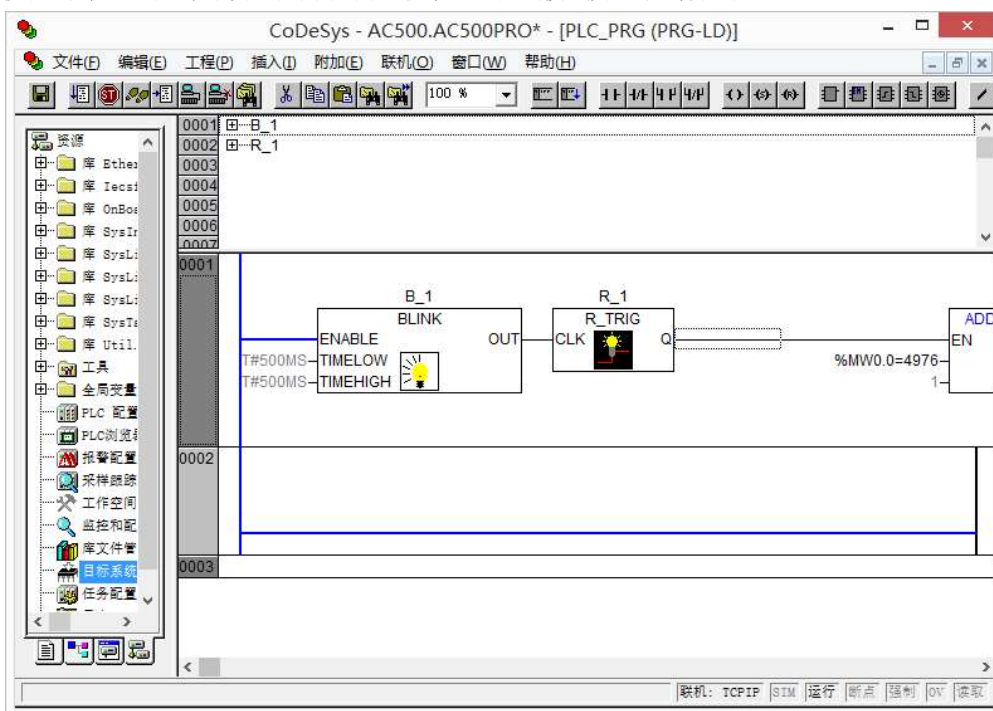 CoDeSys - AC500.AC500PRO* - [PLC_PRG (PRG-LD)]
文件(F) 编辑(E) 工程(P) 插入(I) 附加(E) 联机(O) 窗口(W) 帮助(H)
100 %
资源
库 Ether
库 Iecsf
库 OnBoa
库 SysIr
库 SysLi
库 SysLi
库 SysLi
库 SysTa
库 Util.
工具
全局变量
PLC 配置
PLC浏览器
报警配置
采样跟踪
工作空间
监控和配
库文件管
目标系统
任务配置
0001 B_1
0002 R_1
0003
0004
0005
0006
0007
0001
B_1 R_1
BLINK R_TRIG ADD
ENABLE OUT CLK Q EN
T#500MS TIMELOW %MW0.0=4976
T#500MS TIMEHIGH 1
0002
0003
联机: TCPIP SIM 运行 断点 强制 OV 读取